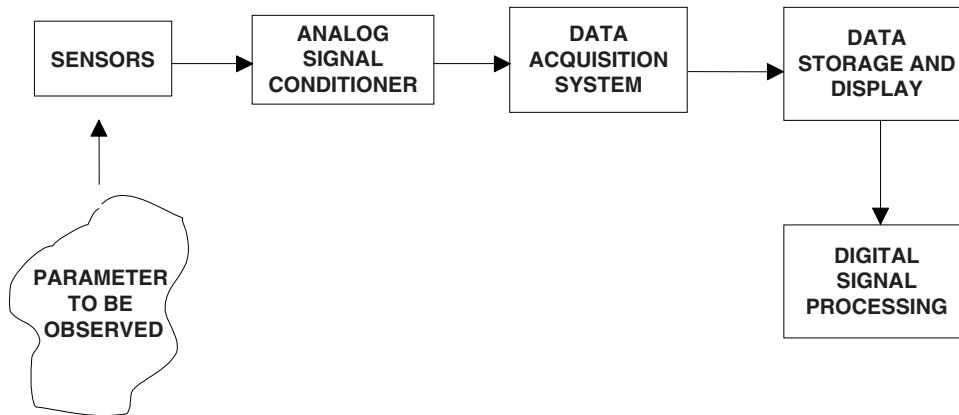 SENSORS
ANALOG
SIGNAL
CONDITIONER
DATA
ACQUISITION
SYSTEM
DATA
STORAGE AND
DISPLAY
PARAMETER
TO BE
OBSERVED
DIGITAL
SIGNAL
PROCESSING